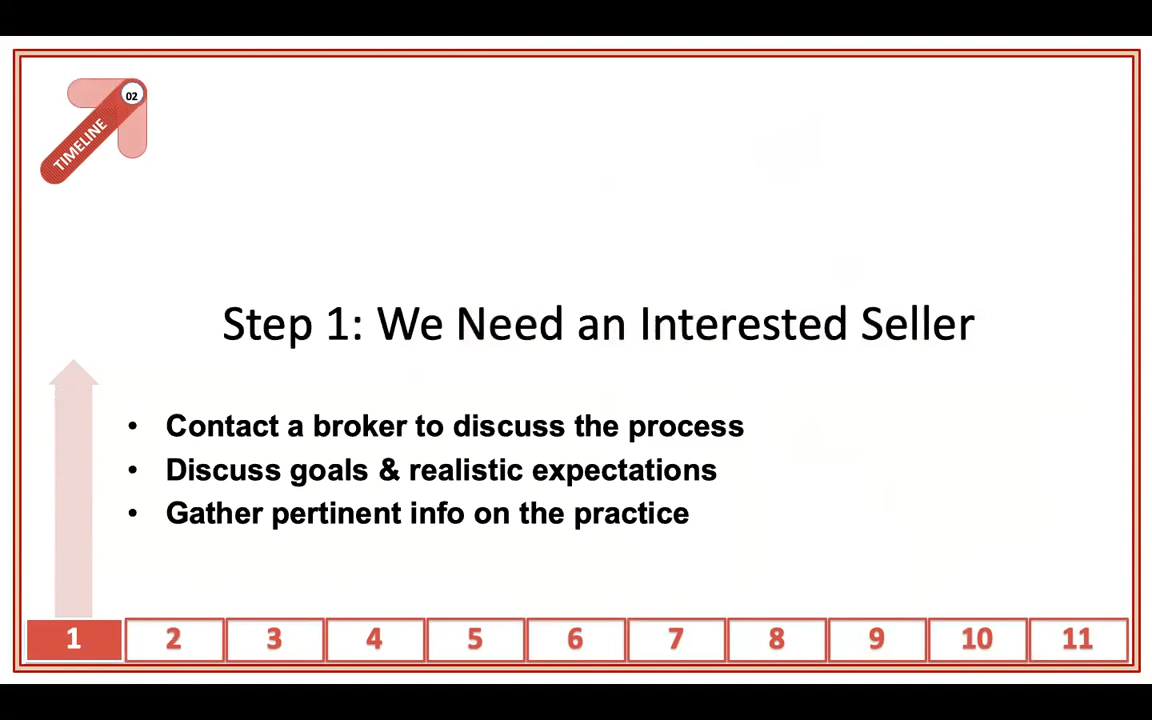 02
TIMELINE
Step 1: We Need an Interested Seller
• Contact a broker to discuss the process
• Discuss goals & realistic expectations
• Gather pertinent info on the practice
1 2 3 4 5 6 7 8 9 10 11